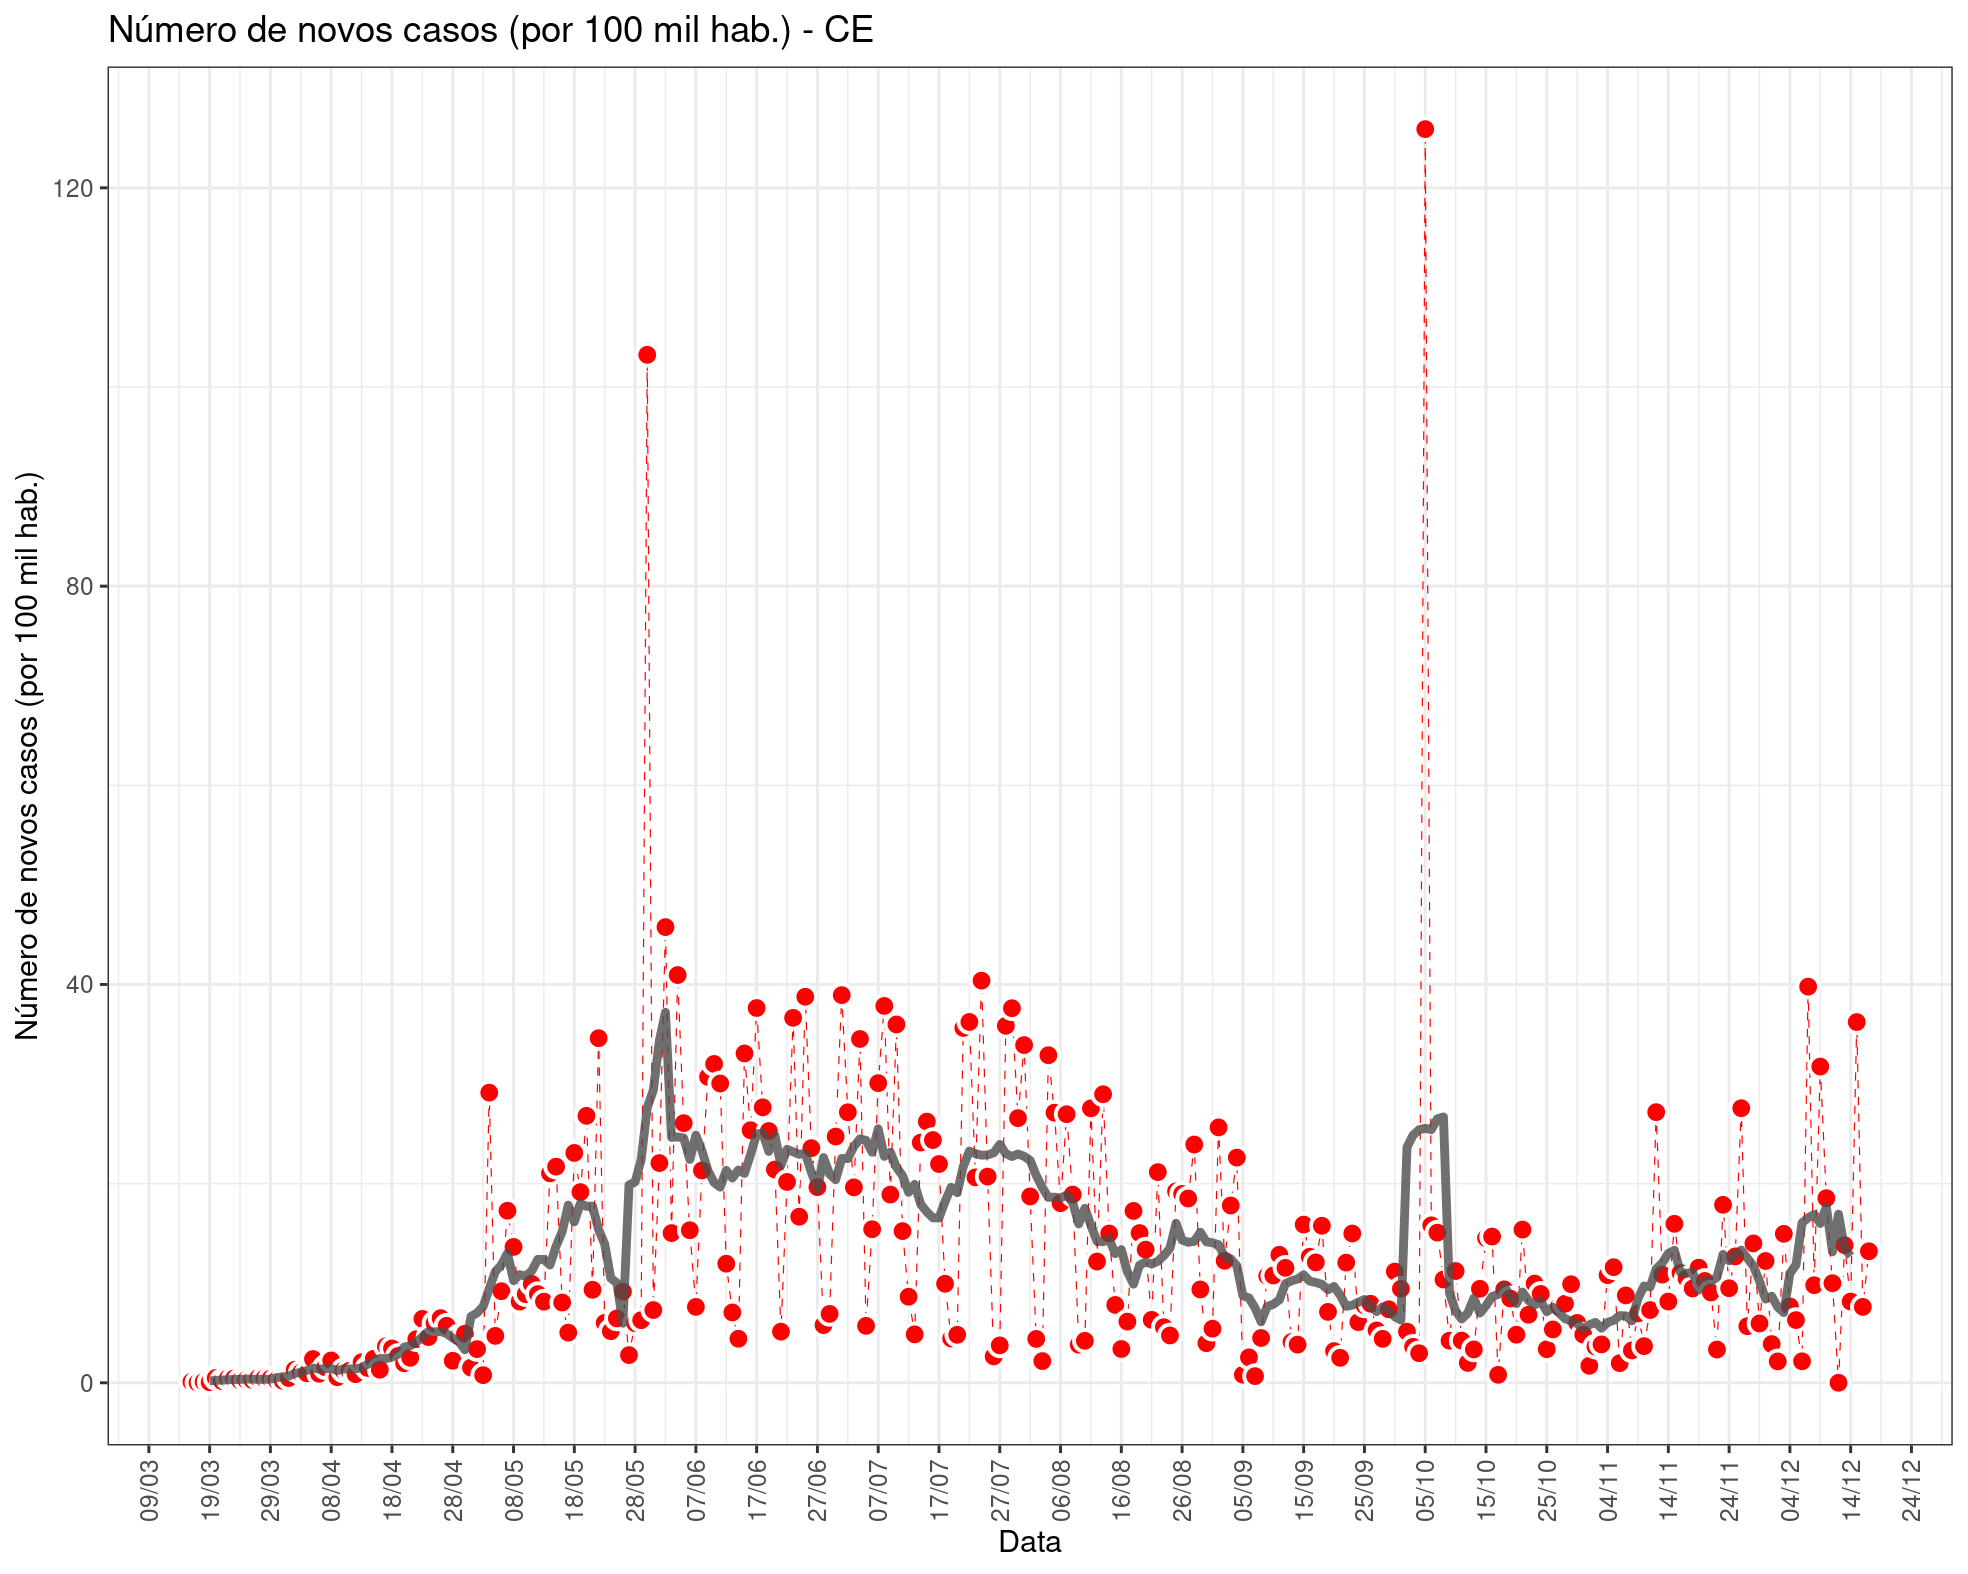 Número de novos casos (por 100 mil hab.) - CE
Número de novos casos (por 100 mil hab.)
120
80
40
0
09/03 19/03 29/03 08/04 18/04 28/04 08/05 18/05 28/05 07/06 17/06 27/06 07/07 17/07 27/07 06/08 16/08 26/08 05/09 15/09 25/09 05/10 15/10 25/10 04/11 14/11 24/11 04/12 14/12 24/12
Data